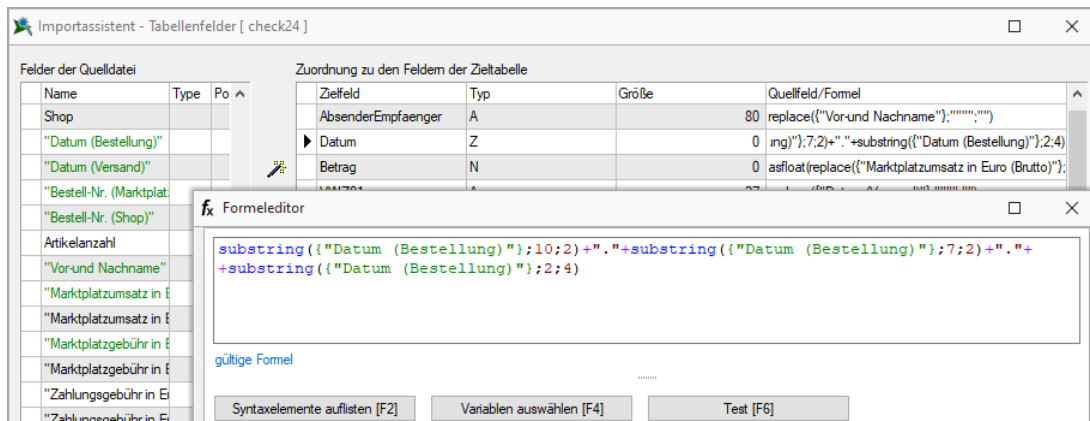 Importassistent - Tabellenfelder [ check24 ]
Felder der Quelldatei
Zuordnung zu den Feldern der Zieltabelle
Name Type Po
Zielfeld Typ Größe Quellfeld/Formel
Shop
AbsenderEmpfaenger A 80 replace({"Vor-und Nachname"};"""";"")
"Datum (Bestellung)"
Datum Z 0 ung)"};7;2)+"."+substring({"Datum (Bestellung)"};2;4)
"Datum (Versand)"
Betrag N 0 asfloat(replace({"Marktplatzumsatz in Euro (Brutto)"};
"Bestell-Nr. (Marktplat
"Bestell-Nr. (Shop)"
Artikelanzahl
"Vor-und Nachname"
"Marktplatzumsatz in E
"Marktplatzumsatz in E
"Marktplatzgebühr in E
"Marktplatzgebühr in E
"Zahlungsgebühr in E
"Zahlungsgebühr in E
fx Formeleditor
substring({"Datum (Bestellung)"};10;2)+"."+substring({"Datum (Bestellung)"};7;2)+"."+
+substring({"Datum (Bestellung)"};2;4)
gültige Formel
Syntaxelemente auflisten [F2]
Variablen auswählen [F4]
Test [F6]